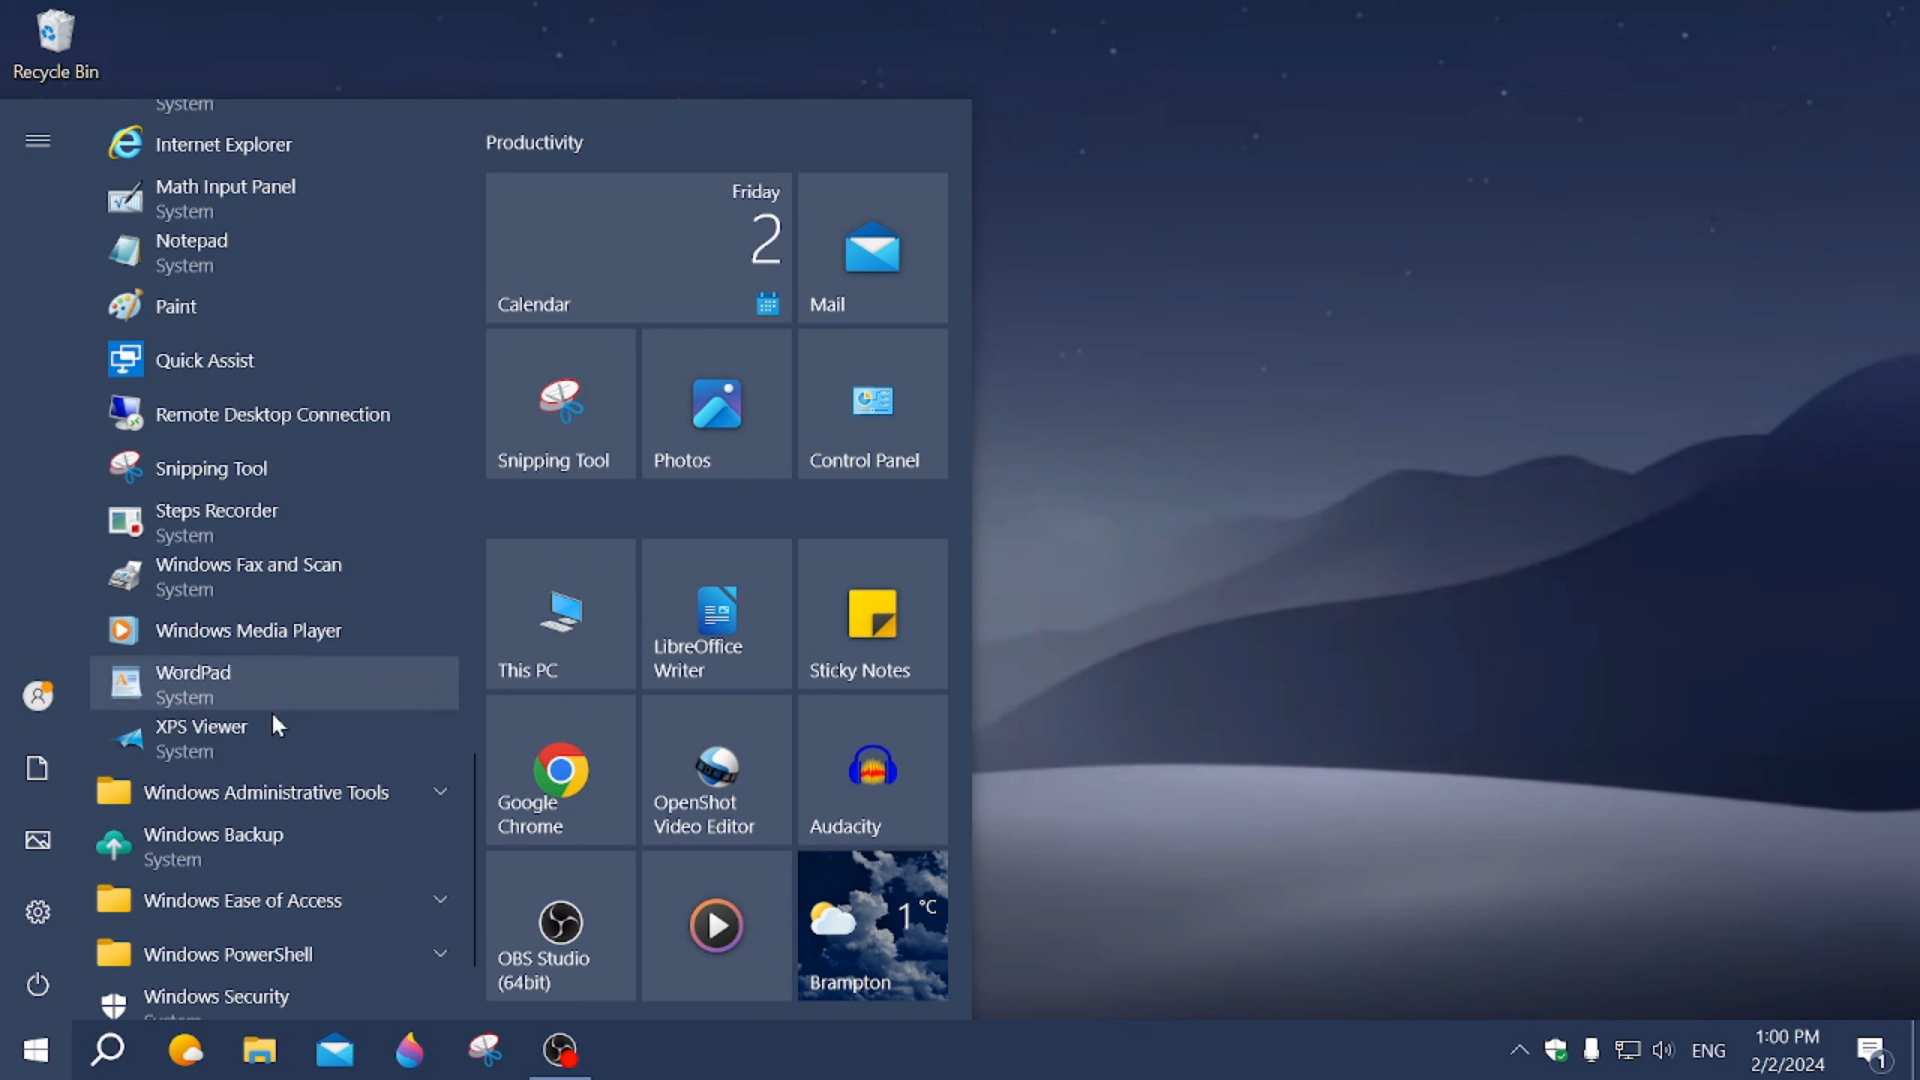 Recycle Bin
System
Internet Explorer
Math Input Panel
System
Notepad
System
Paint
Quick Assist
Remote Desktop Connection
Snipping Tool
Steps Recorder
System
Windows Fax and Scan
System
Windows Media Player
WordPad
System
XPS Viewer
System
Windows Administrative Tools
Windows Backup
System
Windows Ease of Access
Windows PowerShell
Windows Security
System
Productivity
Friday
2
Calendar
Mail
Snipping Tool
Photos
Control Panel
This PC
LibreOffice
Writer
Sticky Notes
Google
Chrome
OpenShot
Video Editor
Audacity
OBS Studio
(64bit)
1°C
Brampton
ENG
1:00 PM
2/2/2024
1